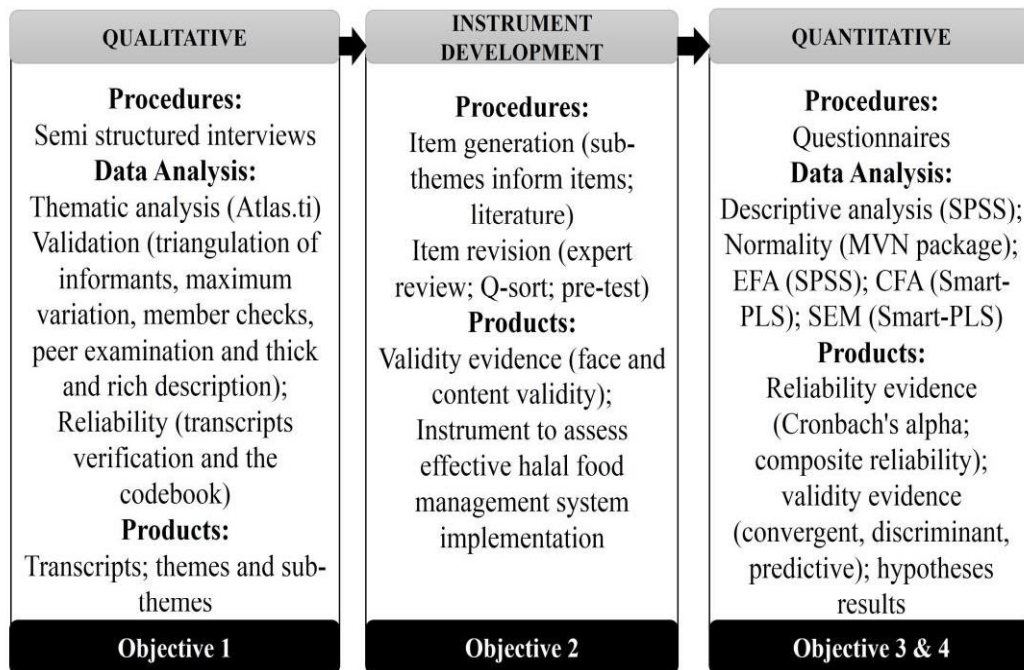 QUALITATIVE
Procedures:
Semi structured interviews
Data Analysis:
Thematic analysis (Atlas.ti)
Validation (triangulation of
informants, maximum
variation, member checks,
peer examination and thick
and rich description);
Reliability (transcripts
verification and the
codebook)
Products:
Transcripts; themes and sub-
themes
Objective 1
INSTRUMENT
DEVELOPMENT
Procedures:
Item generation (sub-
themes inform items;
literature)
Item revision (expert
review; Q-sort; pre-test)
Products:
Validity evidence (face and
content validity);
Instrument to assess
effective halal food
management system
implementation
Objective 2
QUANTITATIVE
Procedures:
Questionnaires
Data Analysis:
Descriptive analysis (SPSS);
Normality (MVN package);
EFA (SPSS); CFA (Smart-
PLS); SEM (Smart-PLS)
Products:
Reliability evidence
(Cronbach's alpha;
composite reliability);
validity evidence
(convergent, discriminant,
predictive); hypotheses
results
Objective 3 & 4